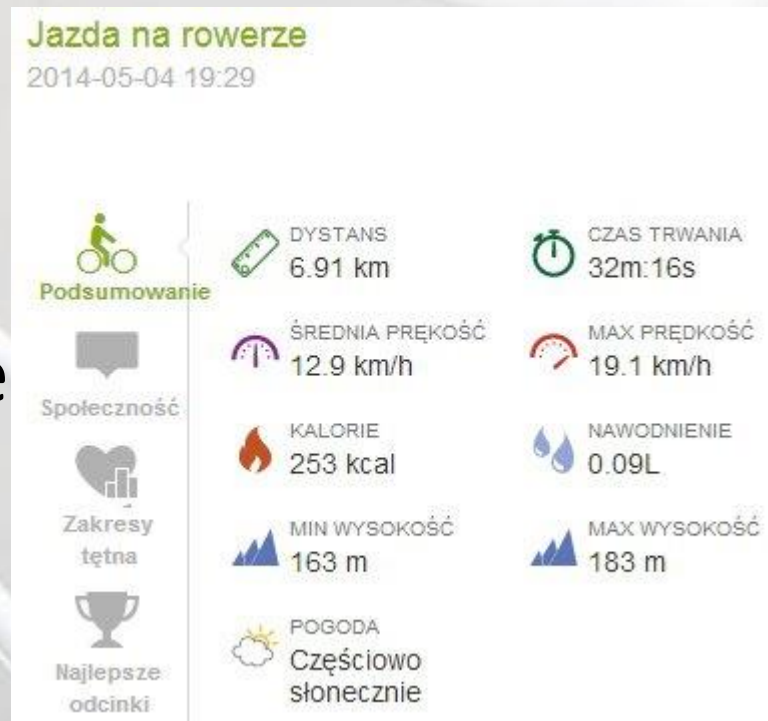 Jazda na rowerze
2014-05-04 19:29
Podsumowanie
Społeczność
Zakresy
tętna
Najlepsze
odcinki
DYSTANS
6.91 km
CZAS TRWANIA
32m:16s
ŚREDNIA PRĘKOŚĆ
12.9 km/h
MAX PRĘDKOŚĆ
19.1 km/h
KALORIE
253 kcal
NAWODNIENIE
0.09L
MIN WYSOKOŚĆ
163 m
MAX WYSOKOŚĆ
183 m
POGODA
Częściowo
słonecznie
e